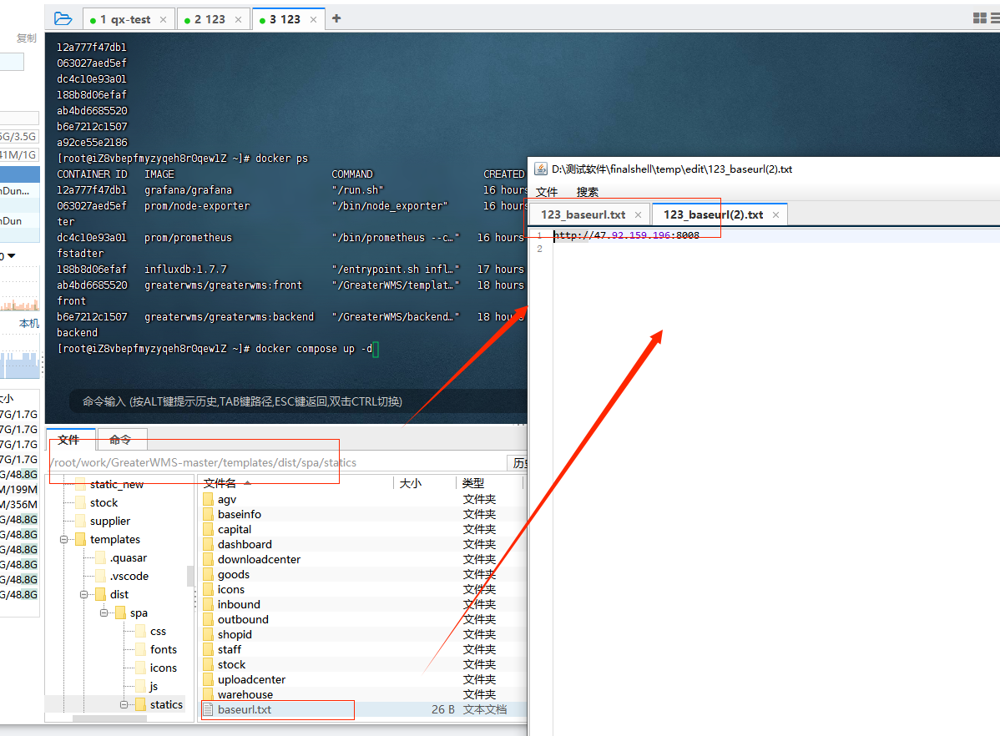 1 qx-test
2 123
3 123
复制
12a777f47db1
063027aed5ef
dc4c10e93a01
188b8d06efaf
ab4bd6685520
b6e7212c1507
a92ce55e2186
[root@iZ8vbepfmyzyqeh8r0qew1Z ~]# docker ps
CONTAINER ID IMAGE COMMAND CREATED
12a777f47db1 grafana/grafana "/run.sh" 16 hours
063027aed5ef prom/node-exporter "/bin/node_exporter" 16 hours
ter
dc4c10e93a01 prom/prometheus "/bin/prometheus --c…" 16 hours
fstadter
188b8d06efaf influxdb:1.7.7 "/entrypoint.sh infl…" 17 hours
ab4bd6685520 greaterwms/greaterwms:front "/GreaterWMS/templat…" 18 hours
front
b6e7212c1507 greaterwms/greaterwms:backend "/GreaterWMS/backend…" 18 hours
backend
[root@iZ8vbepfmyzyqeh8r0qew1Z ~]# docker compose up -d
命令输入 (按ALT键提示历史,TAB键路径,ESC键返回,双击CTRL切换)
5G/3.5G
41M/1G
nDun...
nDun
0
本机
大小
7G/1.7G
7G/1.7G
7G/1.7G
7G/1.7G
G/48.8G
M/199M
M/356M
G/48.8G
G/48.8G
G/48.8G
G/48.8G
G/48.8G
G/48.8G
文件 命令
/root/work/GreaterWMS-master/templates/dist/spa/statics
历史
static_new
stock
supplier
templates
.quasar
.vscode
dist
spa
css
fonts
icons
js
statics
文件名 大小 类型
agv 文件夹
baseinfo 文件夹
capital 文件夹
dashboard 文件夹
downloadcenter 文件夹
goods 文件夹
icons 文件夹
inbound 文件夹
outbound 文件夹
shopid 文件夹
staff 文件夹
stock 文件夹
uploadcenter 文件夹
warehouse 文件夹
baseurl.txt 26 B 文本文档
D:\测试软件\finalshell\temp\edit\123_baseurl(2).txt
文件 搜索
123_baseurl.txt
123_baseurl(2).txt
1 http://47.92.159.196:8008
2